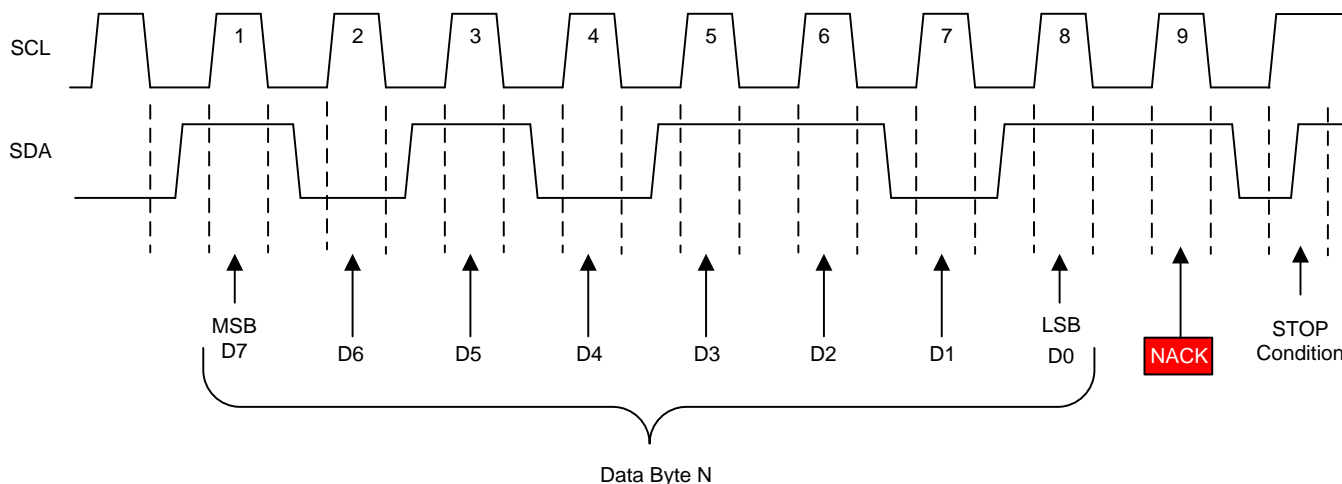 SCL
1 2 3 4 5 6 7 8 9
SDA
MSB
D7
D6
D5
D4
D3
D2
D1
LSB
D0
NACK
STOP
Condition
Data Byte N